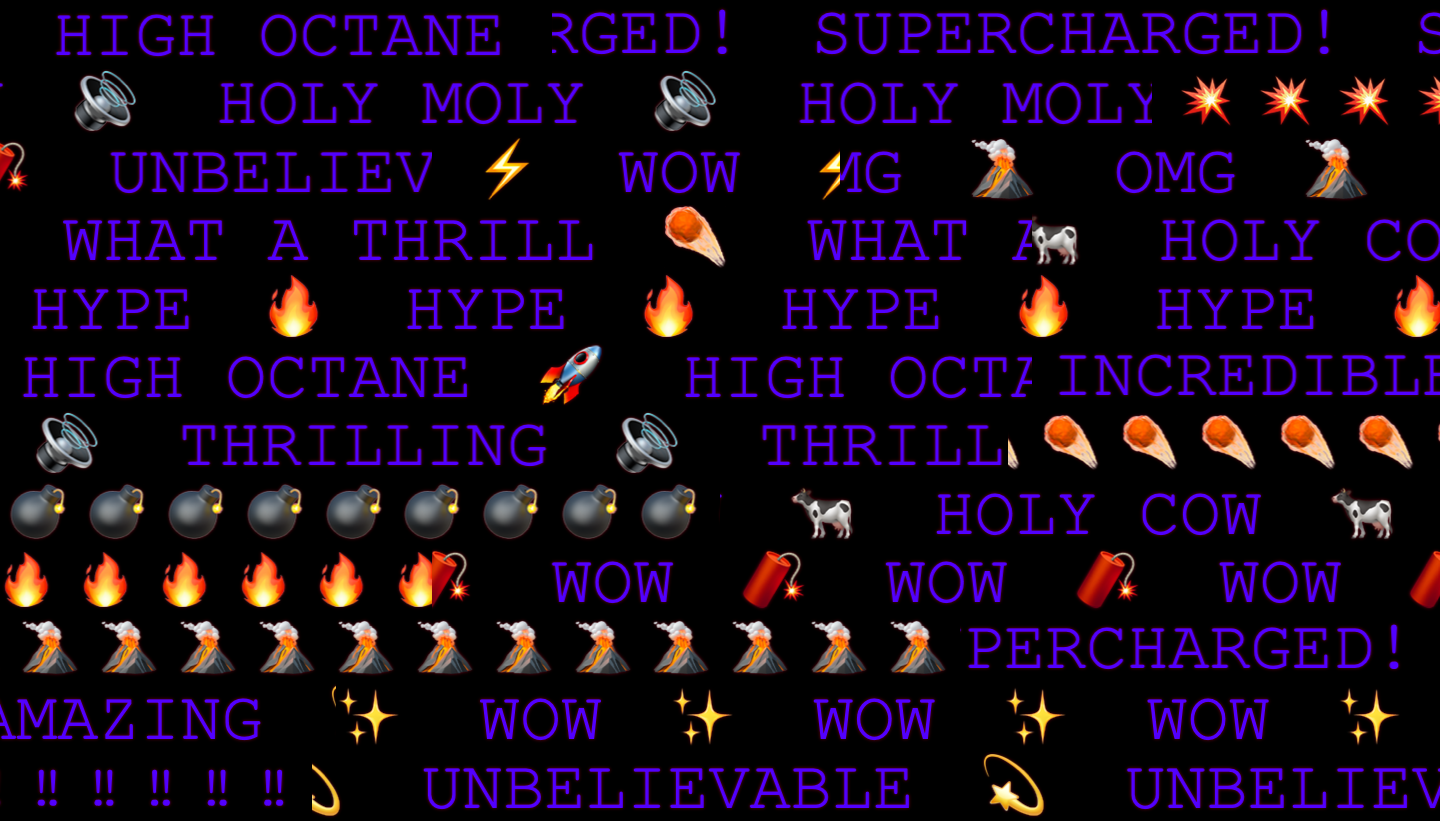 HIGH OCTANE RGED! SUPERCHARGED! S
🔊 HOLY MOLY 🔊 HOLY MOLY 💥 💥 💥 💥
🧨 UNBELIEV ⚡ WOW ⚡ MG 🌋 OMG 🌋
WHAT A THRILL ☄️ WHAT A 🐄 HOLY CO
HYPE 🔥 HYPE 🔥 HYPE 🔥 HYPE 🔥
HIGH OCTANE 🚀 HIGH OCTA INCREDIBLE
🔊 THRILLING 🔊 THRILL ☄️ ☄️ ☄️ ☄️ ☄️
💣 💣 💣 💣 💣 💣 💣 💣 💣 🐄 HOLY COW 🐄
🔥 🔥 🔥 🔥 🔥 🔥 🧨 WOW 🧨 WOW 🧨 WOW 🧨
🌋 🌋 🌋 🌋 🌋 🌋 🌋 🌋 🌋 🌋 🌋 🌋 PERCHARGED!
AMAZING ✨ WOW ✨ WOW ✨ WOW ✨
‼ ‼ ‼ ‼ ‼ 💫 UNBELIEVABLE 💫 UNBELIEV